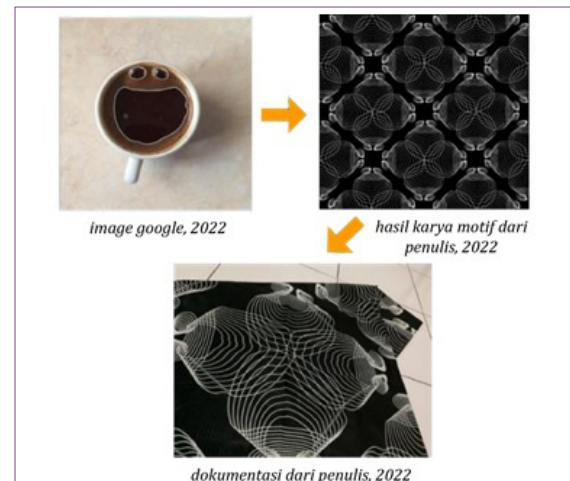 image google, 2022
hasil karya motif dari
penulis, 2022
dokumentasi dari penulis, 2022